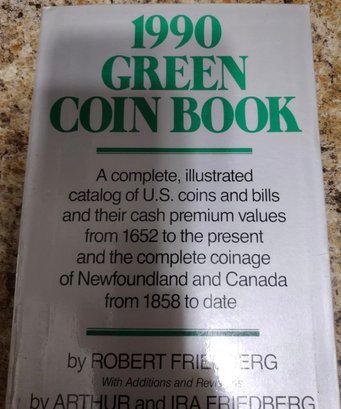 1990
GREEN
COIN BOOK
A complete, illustrated
catalog of U.S. coins and bills
and their cash premium values
from 1652 to the present
and the complete coinage
of Newfoundland and Canada
from 1858 to date
by ROBERT FRIEDBERG
With Additions and Revisions
by ARTHUR and IRA FRIEDBERG